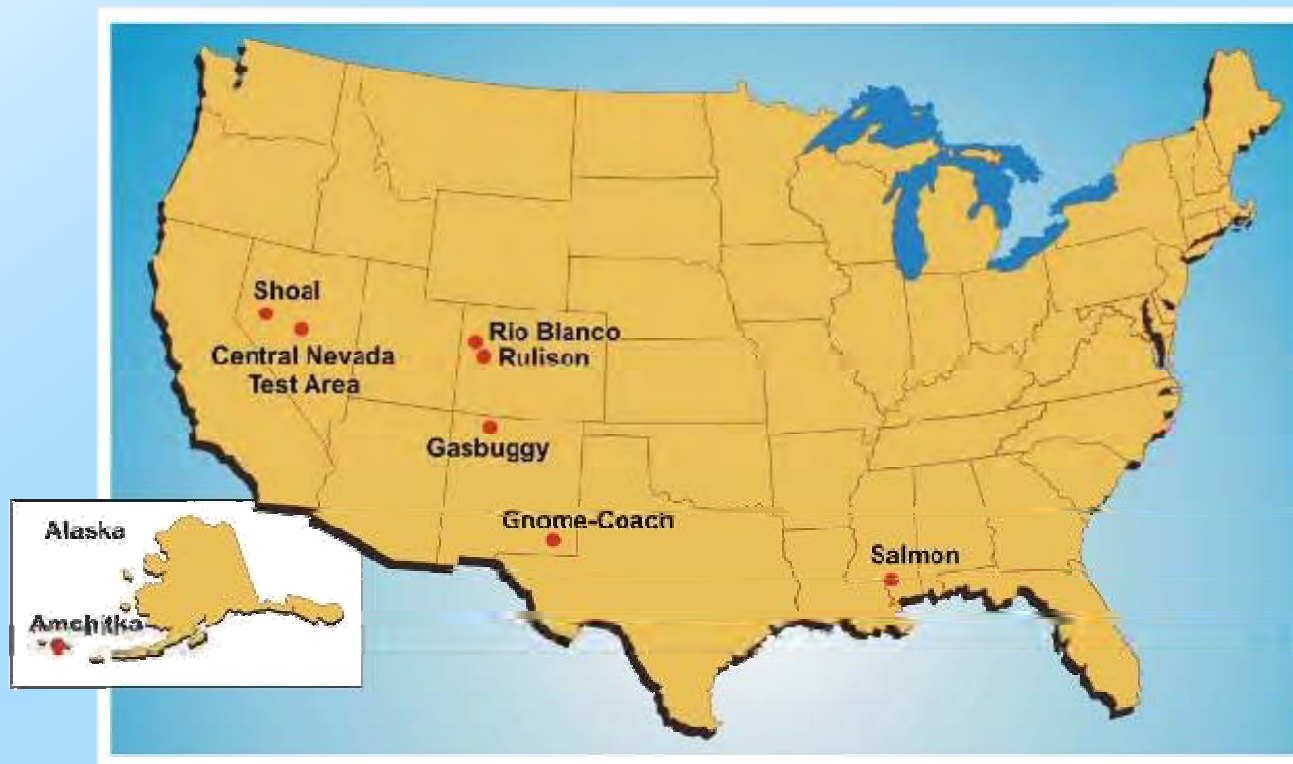 Shoal
Central Nevada
Test Area
Rio Blanco
Rulison
Gasbuggy
Gnome-Coach
Salmon
Alaska
Amchitka